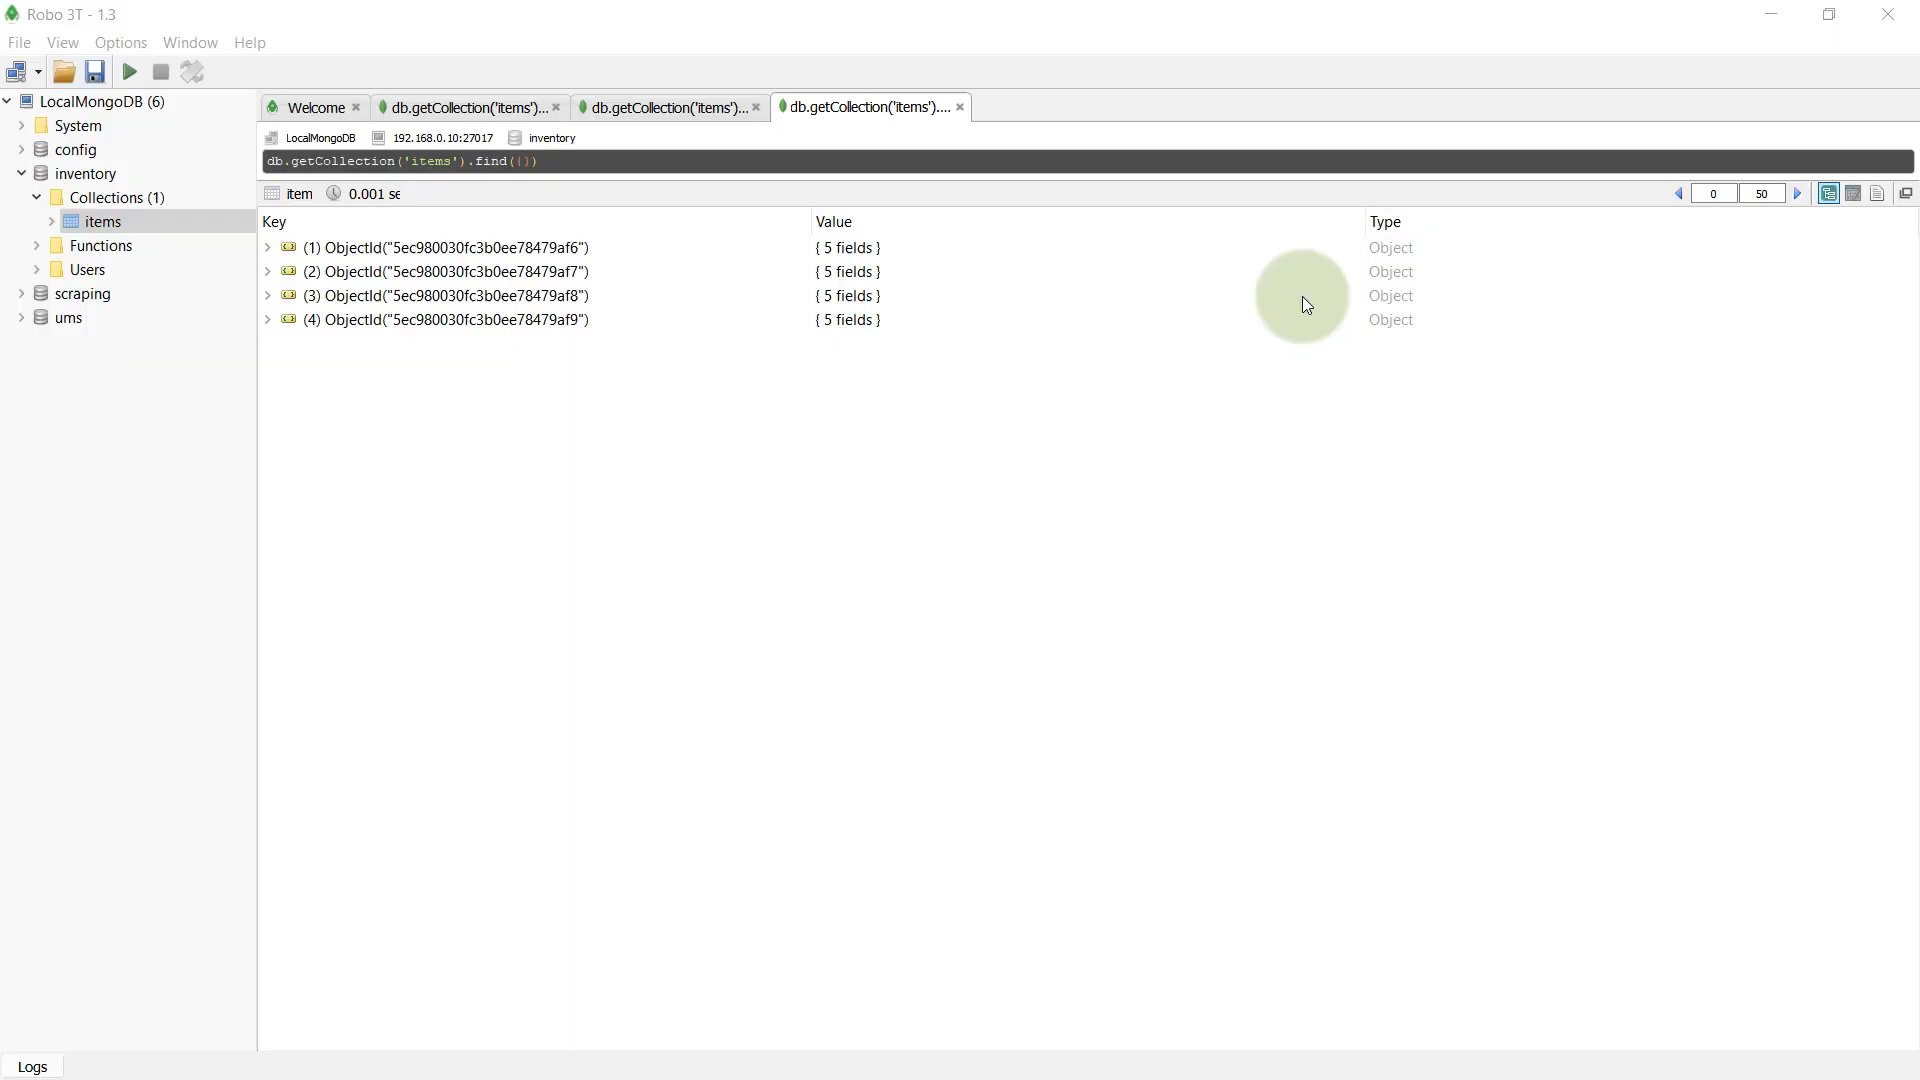 Robo 3T - 1.3
File View Options Window Help
LocalMongoDB (6)
System
config
inventory
Collections (1)
items
Functions
Users
scraping
ums
Welcome
db.getCollection('items')...
db.getCollection('items')...
db.getCollection('items')....
LocalMongoDB 192.168.0.10:27017 inventory
db.getCollection('items').find({})
item 0.001 se
0 50
Key Value Type
(1) ObjectId("5ec980030fc3b0ee78479af6") { 5 fields } Object
(2) ObjectId("5ec980030fc3b0ee78479af7") { 5 fields } Object
(3) ObjectId("5ec980030fc3b0ee78479af8") { 5 fields } Object
(4) ObjectId("5ec980030fc3b0ee78479af9") { 5 fields } Object
Logs